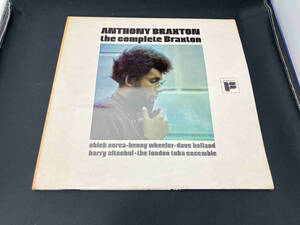 ANTHONY BRAXTON
the complete Braxton
chick corea-kenny wheeler-dave holland
barry altschul-the london tuba ensemble